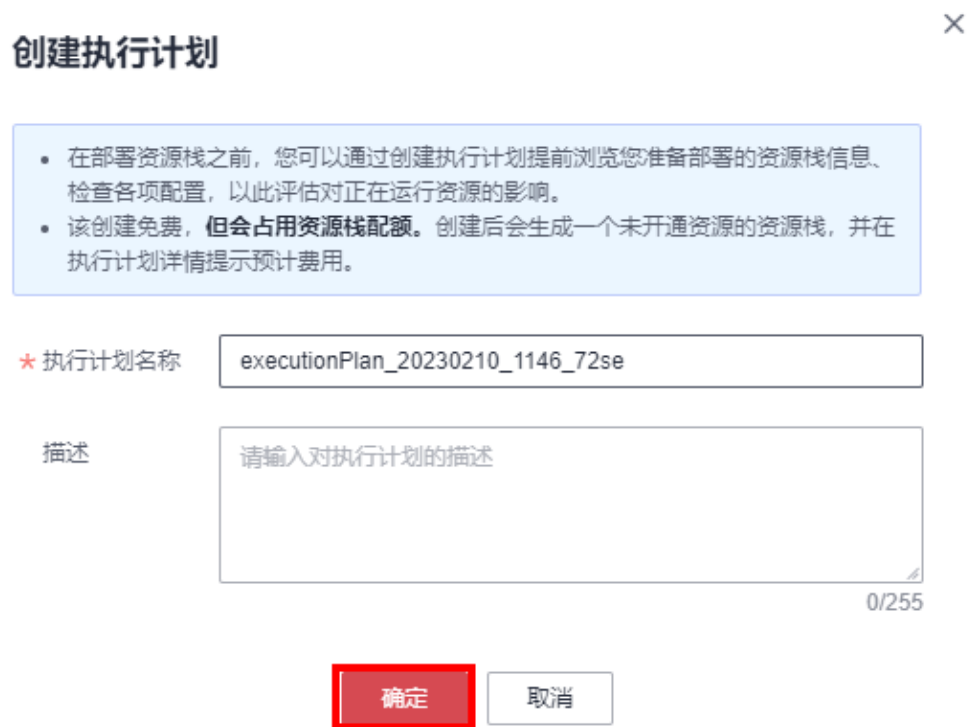 创建执行计划
在部署资源栈之前，您可以通过创建执行计划提前浏览您准备部署的资源栈信息、
检查各项配置，以此评估对正在运行资源的影响。
该创建免费，但会占用资源栈配额。创建后会生成一个未开通资源的资源栈，并在
执行计划详情提示预计费用。
* 执行计划名称 executionPlan_20230210_1146_72se
描述 请输入对执行计划的描述
0/255
确定 取消